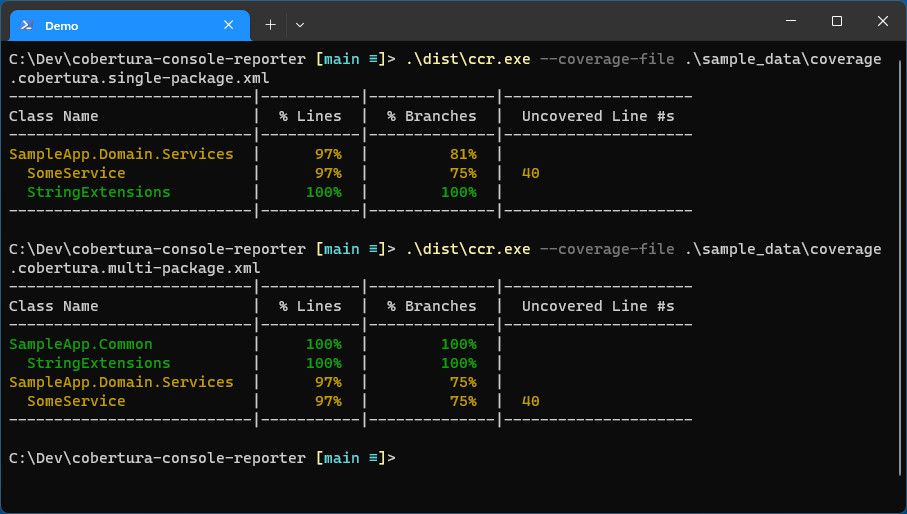 Demo
C:\Dev\cobertura-console-reporter [main ≡]> .\dist\ccr.exe --coverage-file .\sample_data\coverage
.cobertura.single-package.xml
---------------------------|-----------|--------------|---------------------
Class Name                 |  % Lines  |  % Branches  |  Uncovered Line #s
---------------------------|-----------|--------------|---------------------
SampleApp.Domain.Services  |      97%  |         81%  |
  SomeService              |      97%  |         75%  |  40
  StringExtensions         |     100%  |        100%  |
---------------------------|-----------|--------------|---------------------
C:\Dev\cobertura-console-reporter [main ≡]> .\dist\ccr.exe --coverage-file .\sample_data\coverage
.cobertura.multi-package.xml
---------------------------|-----------|--------------|---------------------
Class Name                 |  % Lines  |  % Branches  |  Uncovered Line #s
---------------------------|-----------|--------------|---------------------
SampleApp.Common           |     100%  |        100%  |
  StringExtensions         |     100%  |        100%  |
SampleApp.Domain.Services  |      97%  |         75%  |
  SomeService              |      97%  |         75%  |  40
---------------------------|-----------|--------------|---------------------
C:\Dev\cobertura-console-reporter [main ≡]>